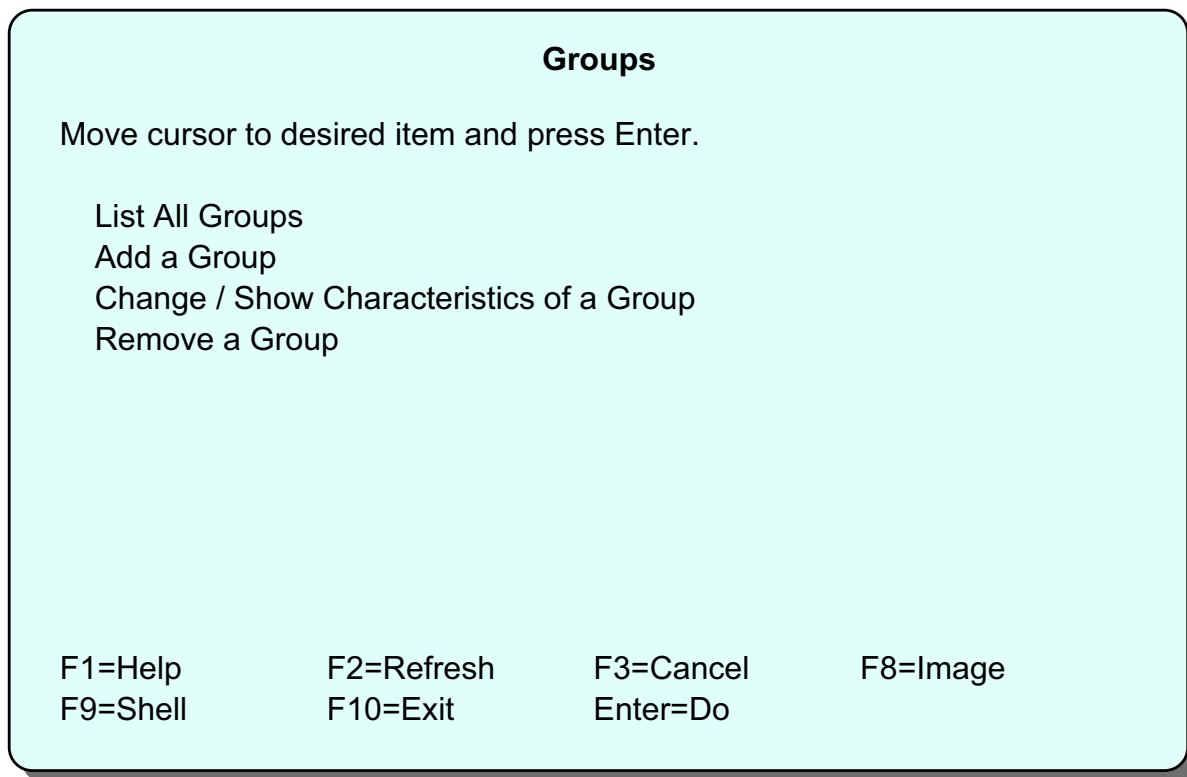 Groups
Move cursor to desired item and press Enter.
List All Groups
Add a Group
Change / Show Characteristics of a Group
Remove a Group
F1=Help F2=Refresh F3=Cancel F8=Image
F9=Shell F10=Exit Enter=Do